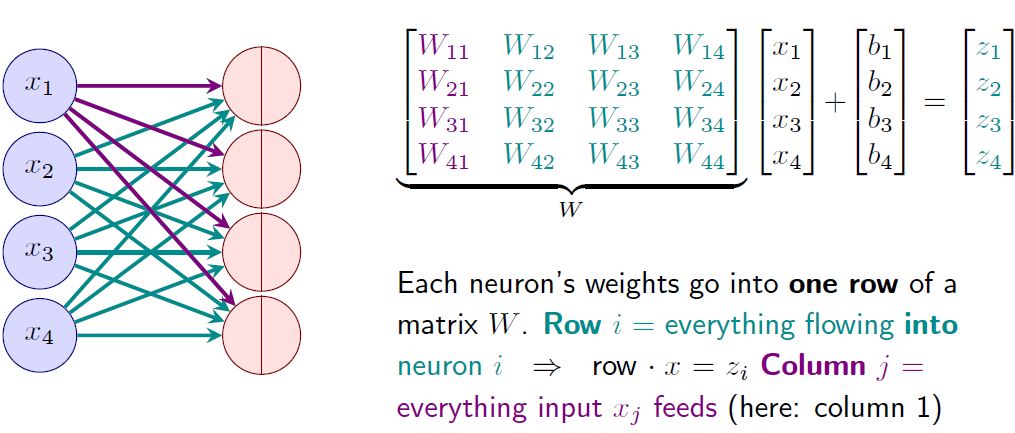 x₁
x₂
x₃
x₄
W₁₁ W₁₂ W₁₃ W₁₄
W₂₁ W₂₂ W₂₃ W₂₄
W₃₁ W₃₂ W₃₃ W₃₄
W₄₁ W₄₂ W₄₃ W₄₄
W
x₁
x₂
x₃
x₄
+
b₁
b₂
b₃
b₄
=
z₁
z₂
z₃
z₄
Each neuron's weights go into one row of a
matrix W. Row i = everything flowing into
neuron i ⇒ row · x = zᵢ Column j =
everything input xⱼ feeds (here: column 1)